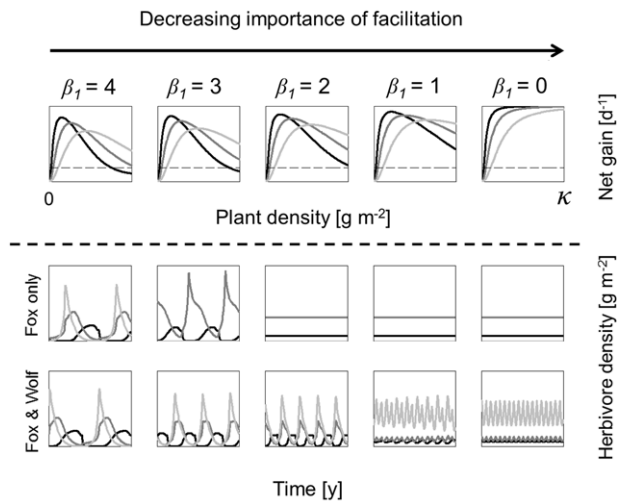 Decreasing importance of facilitation
β₁ = 4 β₁ = 3 β₁ = 2 β₁ = 1 β₁ = 0
Net gain [d⁻¹]
0 κ
Plant density [g m⁻²]
Fox only
Fox & Wolf
Herbivore density [g m⁻²]
Time [y]